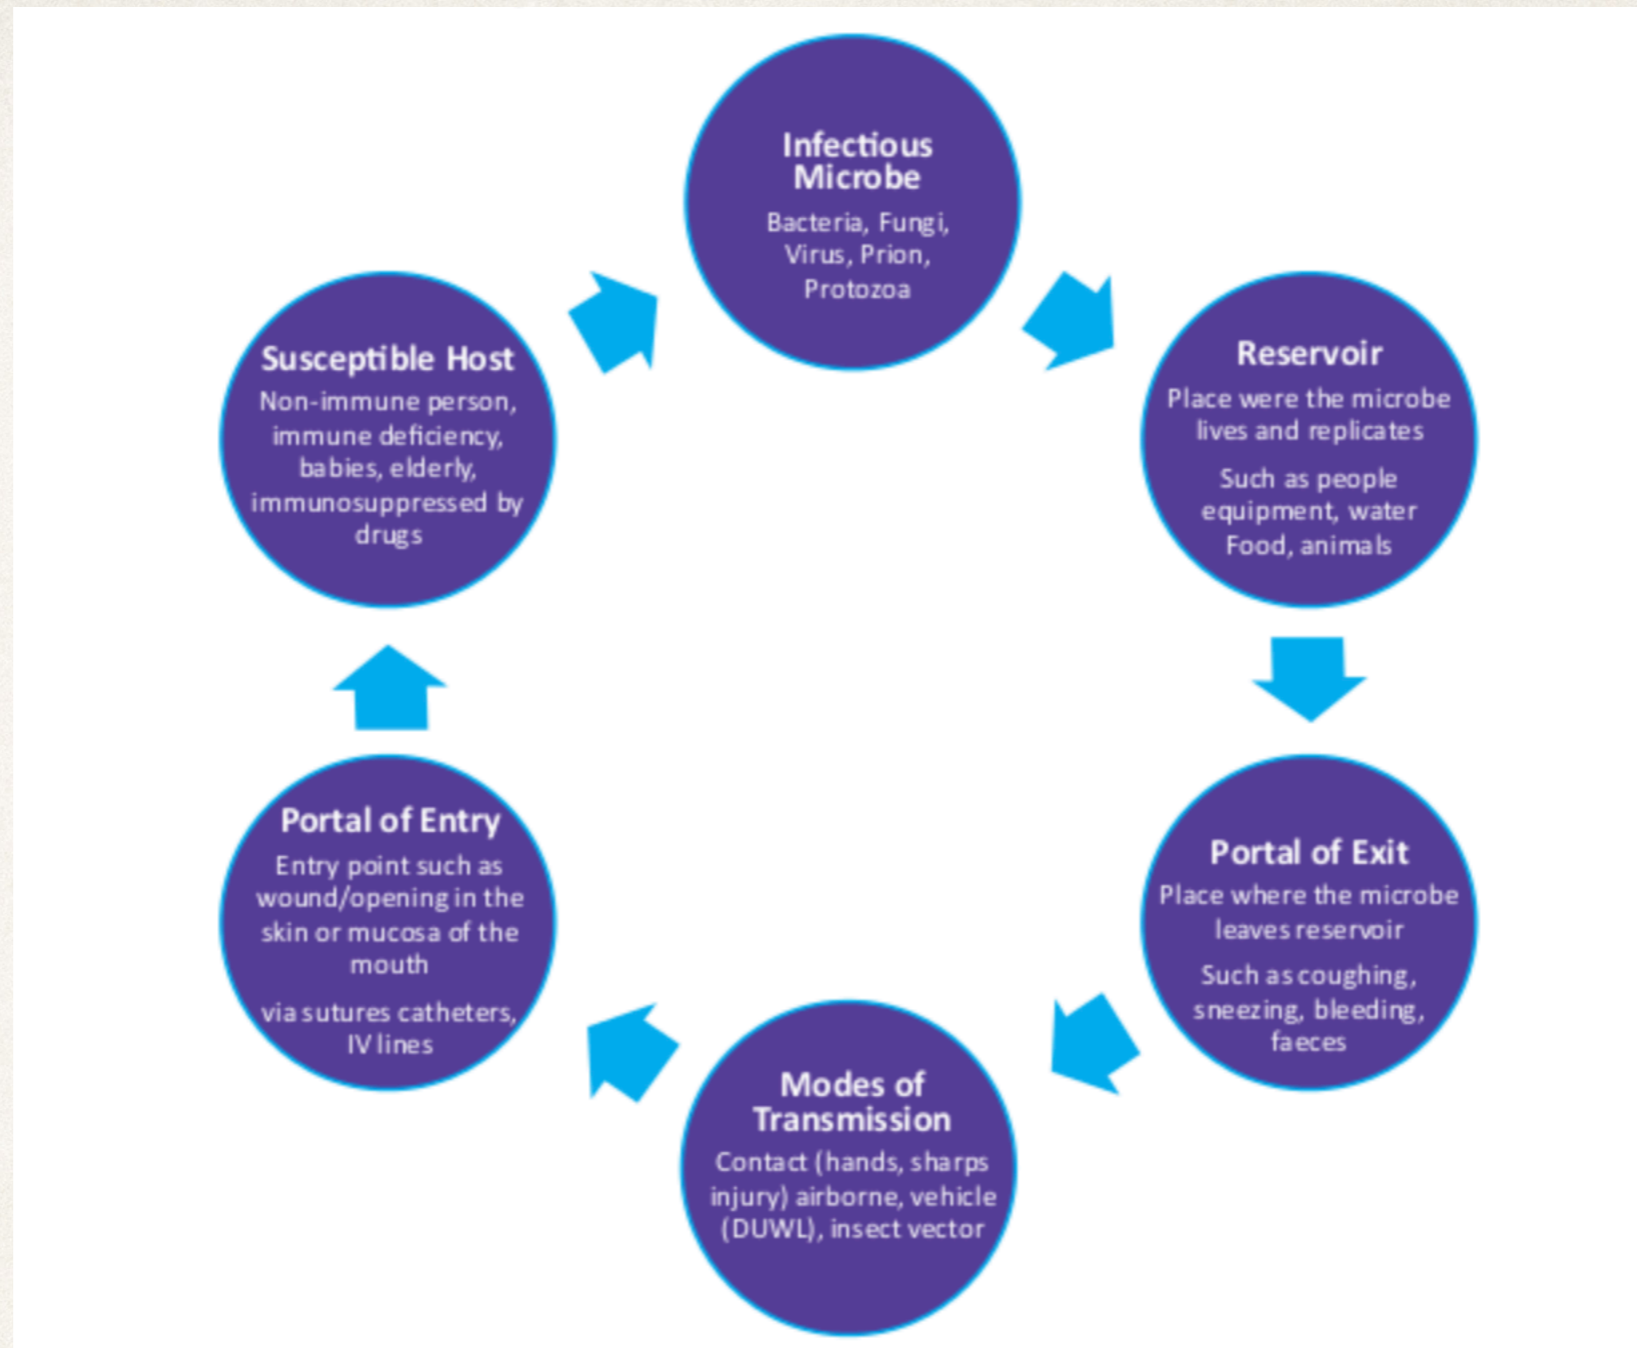 Infectious
Microbe
Bacteria, Fungi,
Virus, Prion,
Protozoa
Reservoir
Place were the microbe
lives and replicates
Such as people
equipment, water
Food, animals
Portal of Exit
Place where the microbe
leaves reservoir
Such as coughing,
sneezing, bleeding,
faeces
Modes of
Transmission
Contact (hands, sharps
injury) airborne, vehicle
(DUWL), insect vector
Portal of Entry
Entry point such as
wound/opening in the
skin or mucosa of the
mouth
via sutures catheters,
IV lines
Susceptible Host
Non-immune person,
immune deficiency,
babies, elderly,
immunosuppressed by
drugs